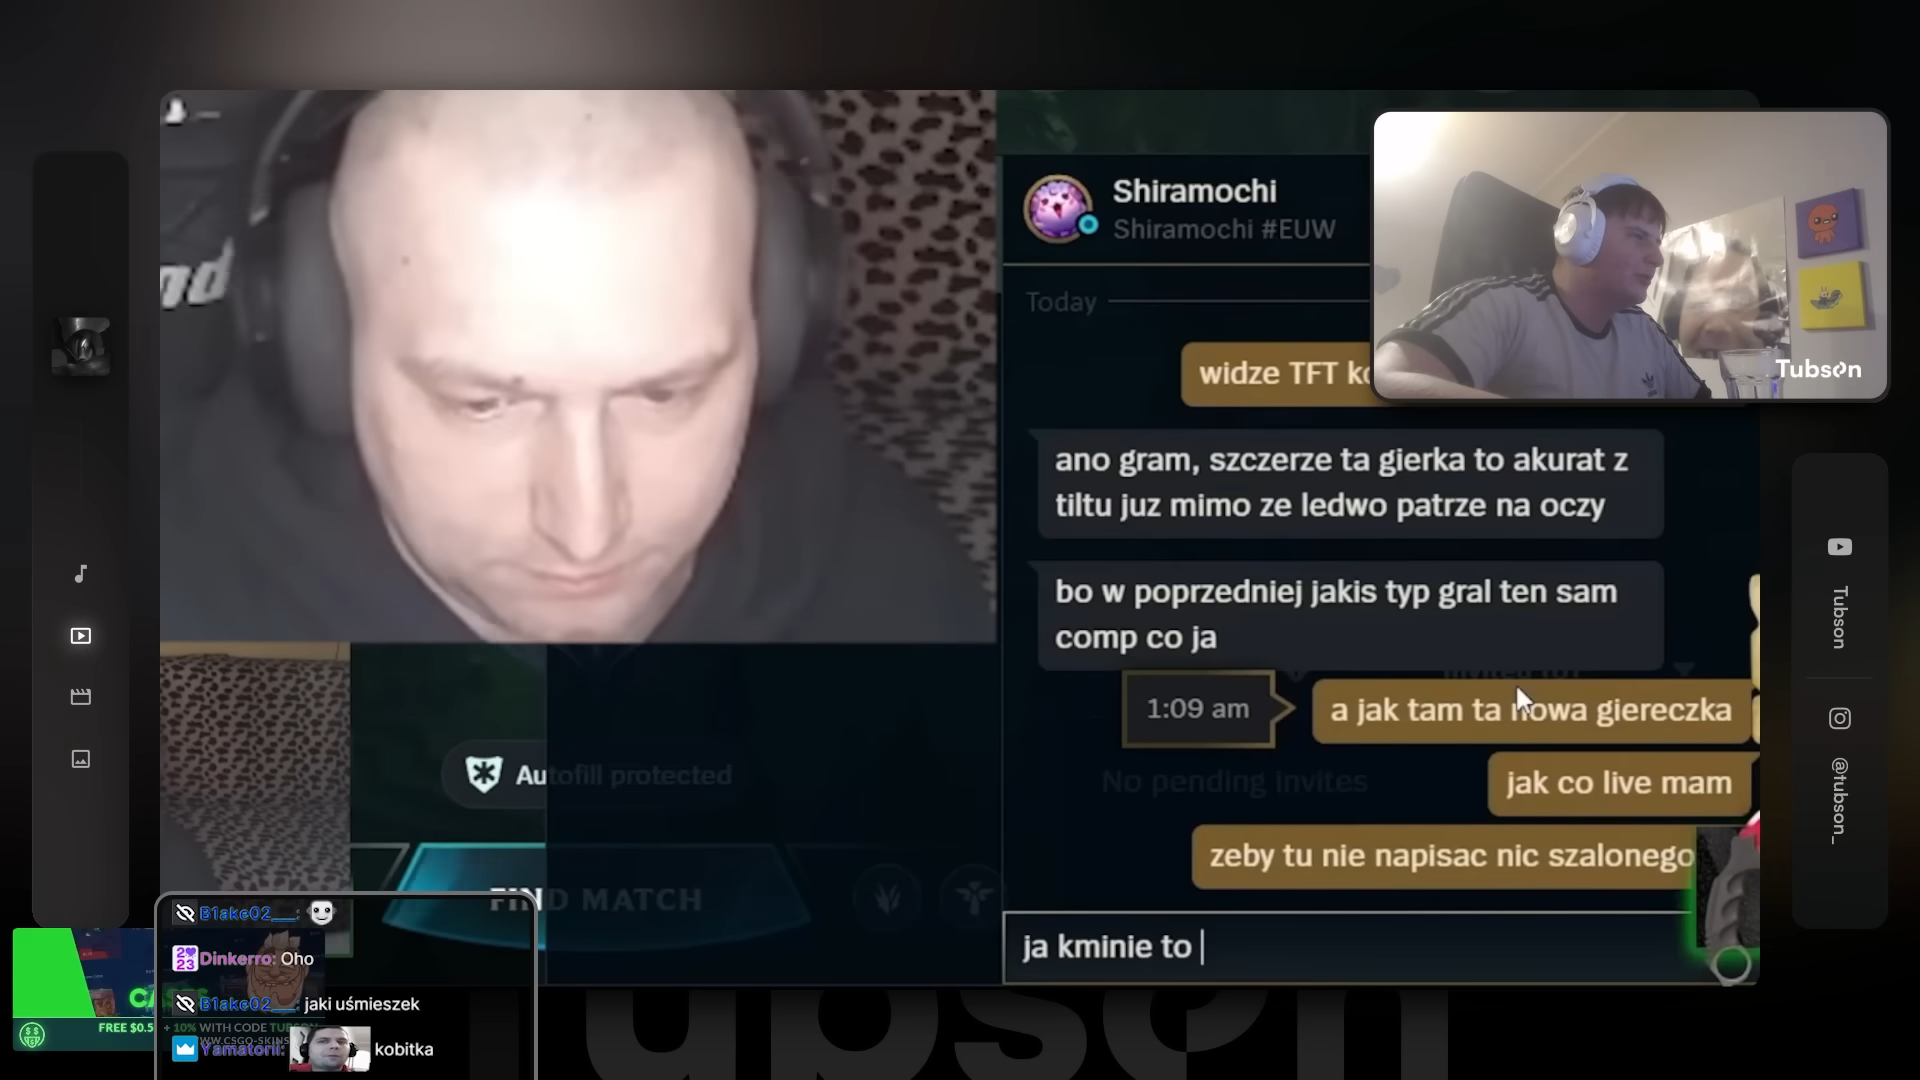 Shiramochi
Shiramochi #EUW
Today
widze TFT
ano gram, szczerze ta gierka to akurat z
tiltu juz mimo ze ledwo patrze na oczy
bo w poprzedniej jakis typ gral ten sam
comp co ja
1:09 am
a jak tam ta nowa giereczka
No pending invites
jak co live mam
zeby tu nie napisac nic szalonego
ja kminie to
Autofill protected
FIND MATCH
Tubson
Tubson
@tubson_
B1ake02___:
Dinkerro: Oho
B1ake02___: jaki uśmieszek
Yamatorii: kobitka
FREE $0.5
+ 10% WITH CODE
Tubson